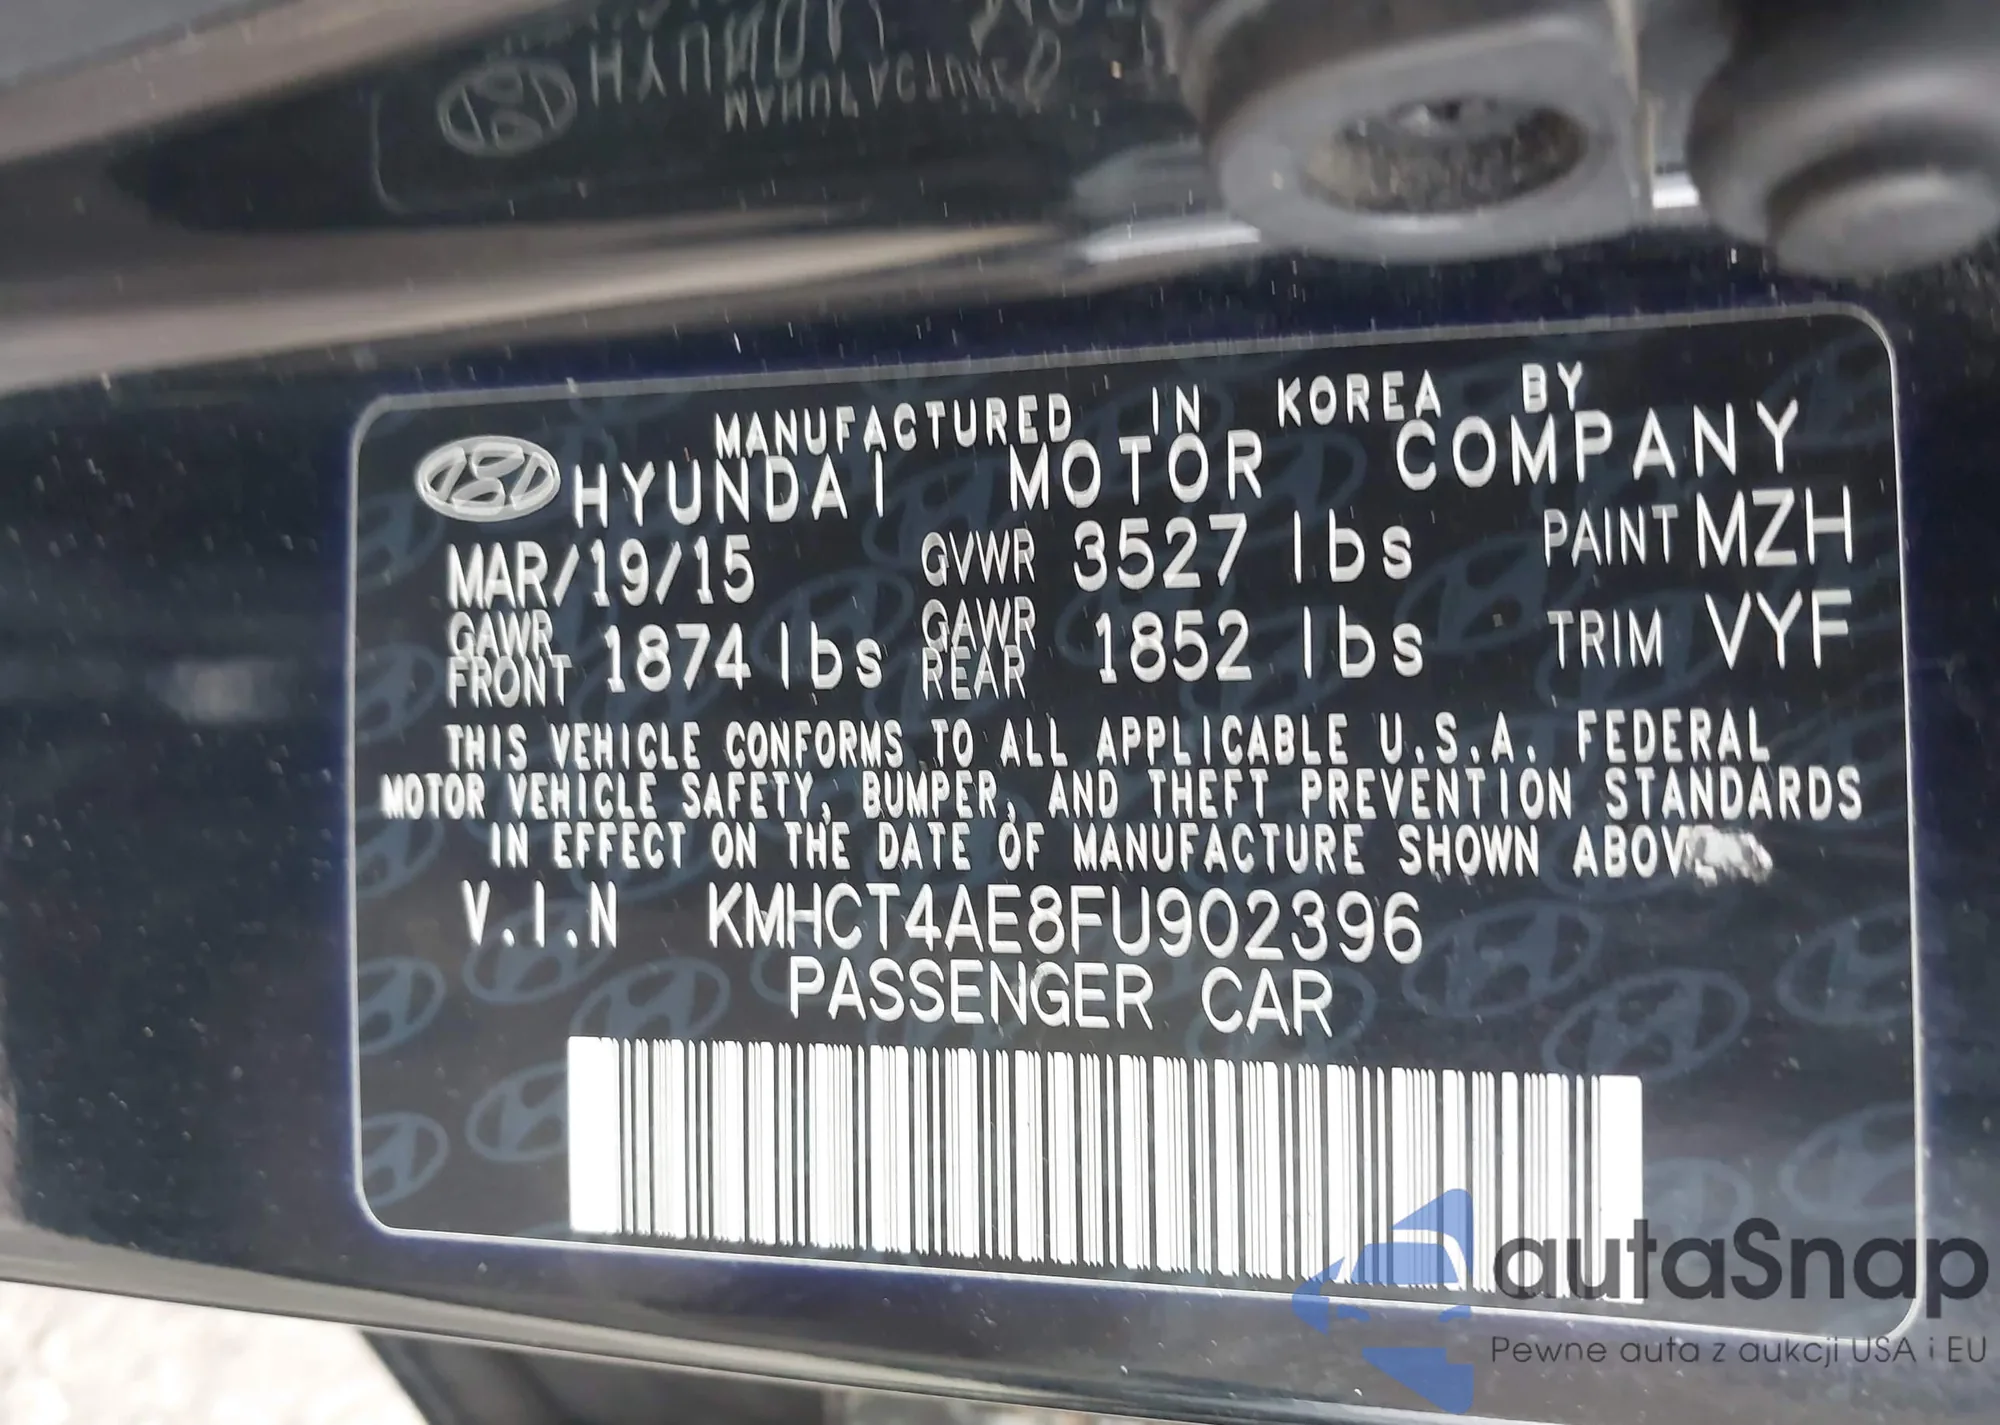 MANUFACTURED IN KOREA BY
HYUNDAI MOTOR COMPANY
MAR/19/15 GVWR 3527 lbs PAINT MZH
GAWR FRONT 1874 lbs GAWR REAR 1852 lbs TRIM VYF
THIS VEHICLE CONFORMS TO ALL APPLICABLE U.S.A. FEDERAL
MOTOR VEHICLE SAFETY, BUMPER, AND THEFT PREVENTION STANDARDS
IN EFFECT ON THE DATE OF MANUFACTURE SHOWN ABOV
V.I.N KMHCT4AE8FU902396
PASSENGER CAR
autaSnap
Pewne auta z aukcji USA i EU